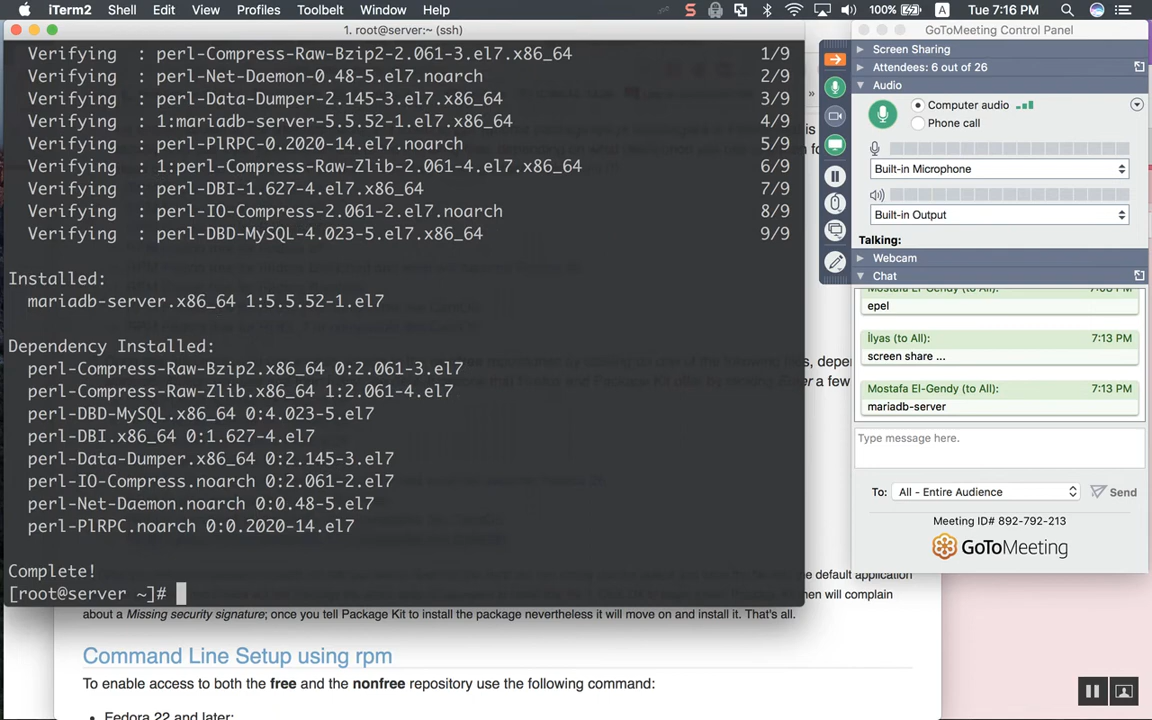 iTerm2 Shell Edit View Profiles Toolbelt Window Help S 100% A Tue 7:16 PM
1. root@server:~ (ssh)
Verifying : perl-Compress-Raw-Bzip2-2.061-3.el7.x86_64 1/9
Verifying : perl-Net-Daemon-0.48-5.el7.noarch 2/9
Verifying : perl-Data-Dumper-2.145-3.el7.x86_64 3/9
Verifying : 1:mariadb-server-5.5.52-1.el7.x86_64 4/9
Verifying : perl-PlRPC-0.2020-14.el7.noarch 5/9
Verifying : 1:perl-Compress-Raw-Zlib-2.061-4.el7.x86_64 6/9
Verifying : perl-DBI-1.627-4.el7.x86_64 7/9
Verifying : perl-IO-Compress-2.061-2.el7.noarch 8/9
Verifying : perl-DBD-MySQL-4.023-5.el7.x86_64 9/9
Installed:
mariadb-server.x86_64 1:5.5.52-1.el7
Dependency Installed:
perl-Compress-Raw-Bzip2.x86_64 0:2.061-3.el7
perl-Compress-Raw-Zlib.x86_64 1:2.061-4.el7
perl-DBD-MySQL.x86_64 0:4.023-5.el7
perl-DBI.x86_64 0:1.627-4.el7
perl-Data-Dumper.x86_64 0:2.145-3.el7
perl-IO-Compress.noarch 0:2.061-2.el7
perl-Net-Daemon.noarch 0:0.48-5.el7
perl-PlRPC.noarch 0:0.2020-14.el7
Complete!
[root@server ~]#
default application
then will complain
about a Missing security signature; once you tell Package Kit to install the package nevertheless it will move on and install it. That's all.
Command Line Setup using rpm
To enable access to both the free and the nonfree repository use the following command:
• Fedora 22 and later:
GoToMeeting Control Panel
Screen Sharing
Attendees: 6 out of 26
Audio
Computer audio
Phone call
Built-in Microphone
Built-in Output
Talking:
Webcam
Chat
Mostafa El-Gendy (to All):
epel
İlyas (to All): 7:13 PM
screen share ...
Mostafa El-Gendy (to All): 7:13 PM
mariadb-server
Type message here.
To: All - Entire Audience Send
Meeting ID# 892-792-213
GoToMeeting